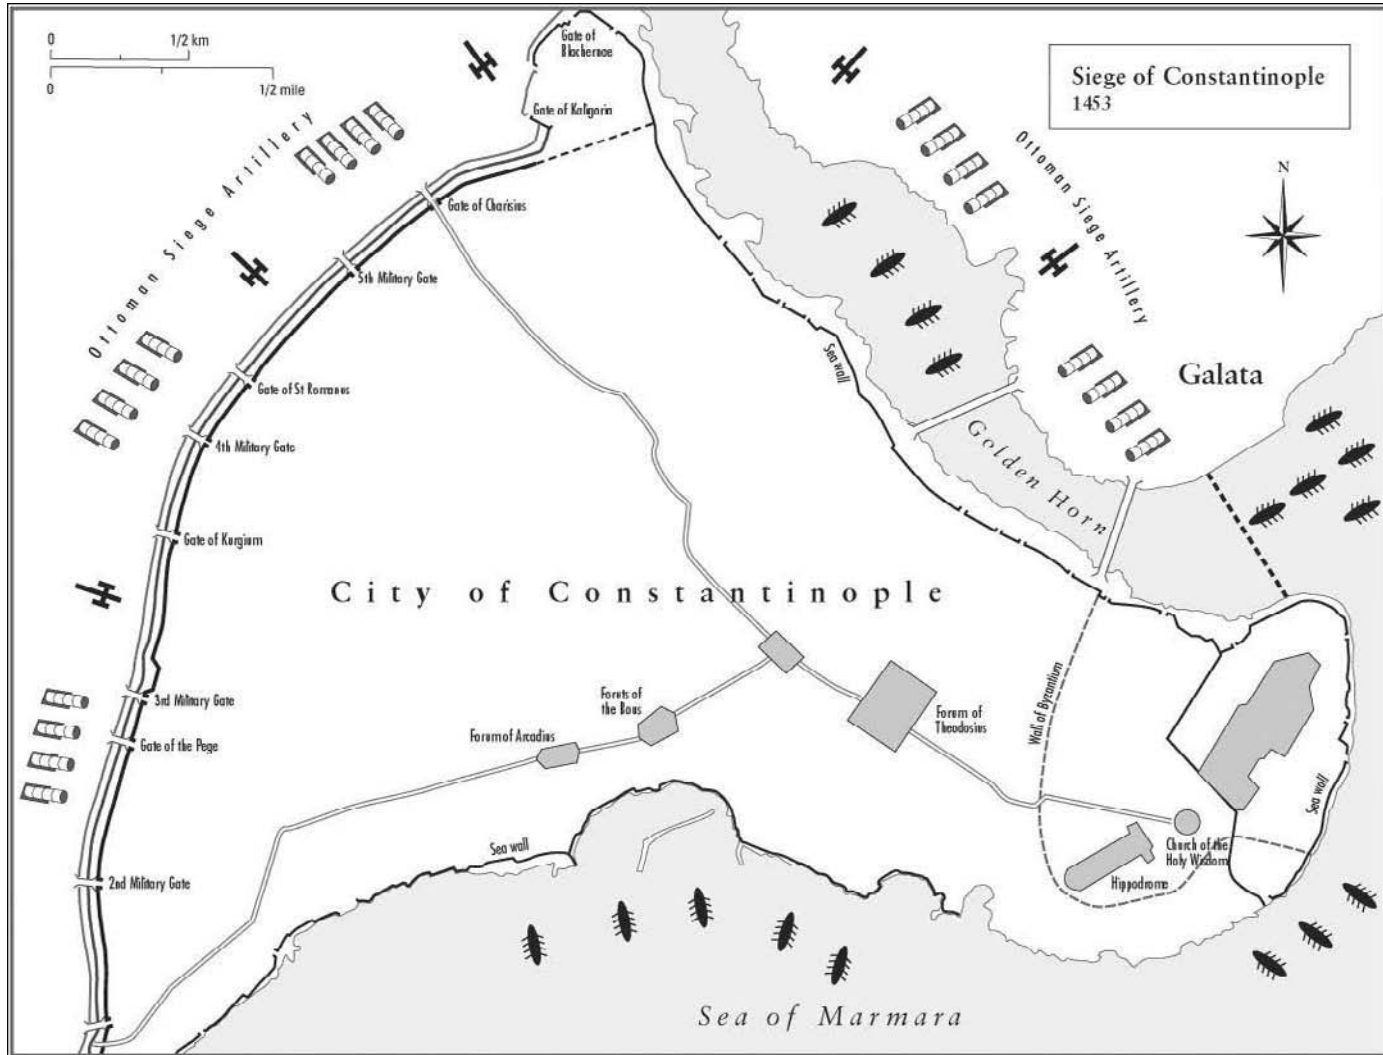 0 1/2 km
0 1/2 mile
Siege of Constantinople
1453
N
Gate of
Blachernae
Gate of Kaligaria
Ottoman Siege Artillery
Ottoman Siege Artillery
Gate of Charisius
5th Military Gate
Gate of St Romanus
4th Military Gate
Gate of Kurgium
3rd Military Gate
Gate of the Pege
2nd Military Gate
Sea wall
Galata
Golden Horn
City of Constantinople
Wall of Byzantium
Foruts of
the Bous
Forum of Arcadius
Forum of
Theodosius
Sea wall
Sea wall
Church of the
Holy Wisdom
Hippodrome
Sea of Marmara